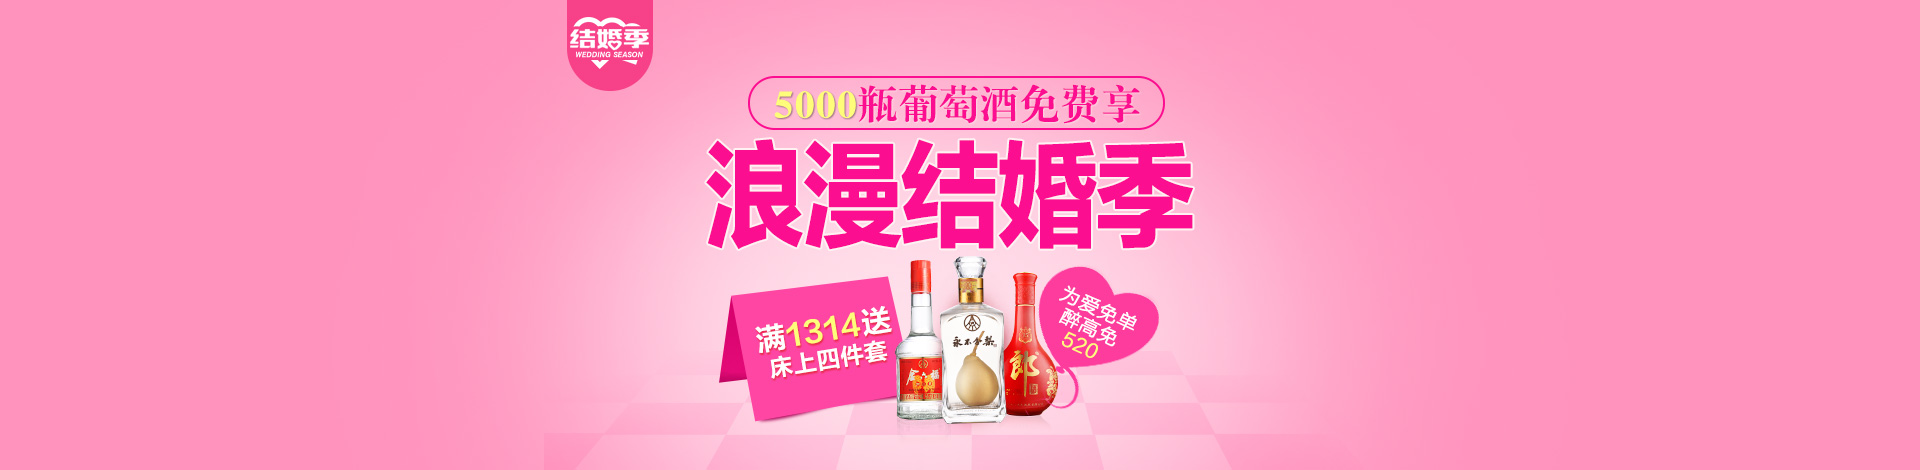 结婚季
WEDDING SEASON
5000瓶葡萄酒免费享
浪漫结婚季
满1314送
床上四件套
为爱免单
醉高免
520
永不分梨
郎